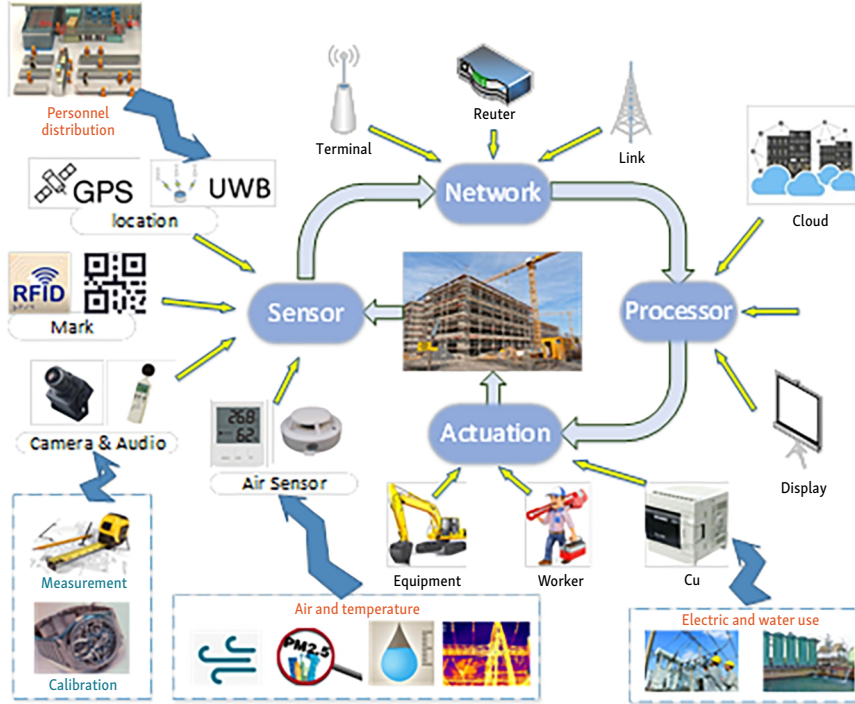 Personnel
distribution
Terminal
Reuter
Link
Cloud
GPS
UWB
location
Network
RFID
Mark
Sensor
Processor
Camera & Audio
26.8
62
Air Sensor
Actuation
Display
Equipment
Worker
Cu
Measurement
Calibration
Air and temperature
PM2.5
Electric and water use